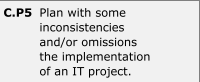 C.P5 Plan with some
inconsistencies
and/or omissions
the implementation
of an IT project.